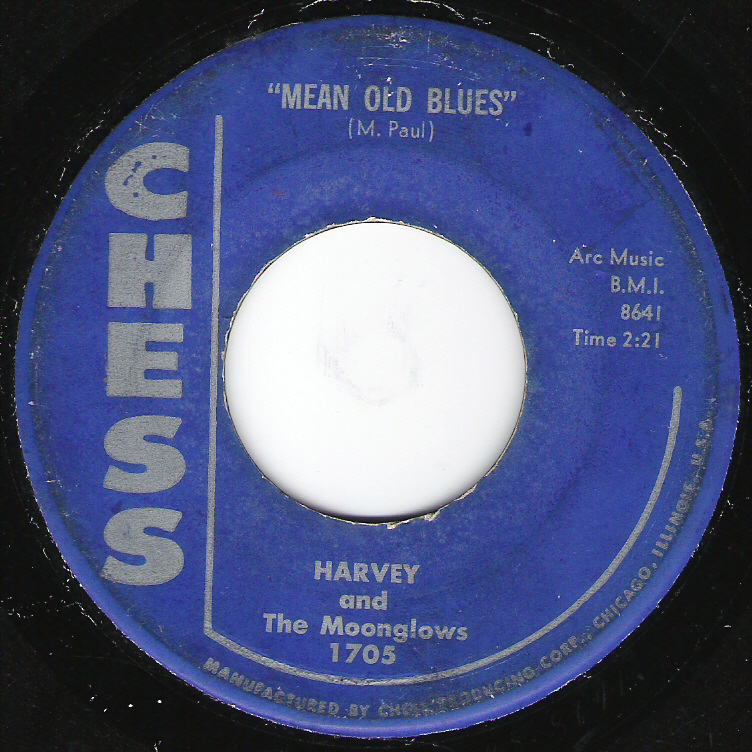 "MEAN OLD BLUES"
(M. Paul)
CHESS
Arc Music
B.M.I.
8641
Time 2:21
HARVEY
and
The Moonglows
1705
MANUFACTURED BY CHESS PRODUCING CORP., CHICAGO, ILLINOIS, U.S.A.